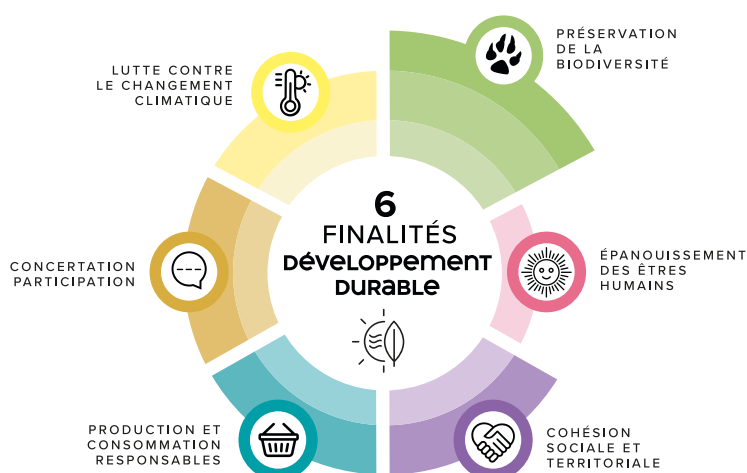 PRÉSERVATION
DE LA
BIODIVERSITÉ
LUTTE CONTRE
LE CHANGEMENT
CLIMATIQUE
6
FINALITÉS
DÉVELOPPEMENT
DURABLE
ÉPANOUISSEMENT
DES ÊTRES
HUMAINS
CONCERTATION
PARTICIPATION
PRODUCTION ET
CONSOMMATION
RESPONSABLES
COHÉSION
SOCIALE ET
TERRITORIALE